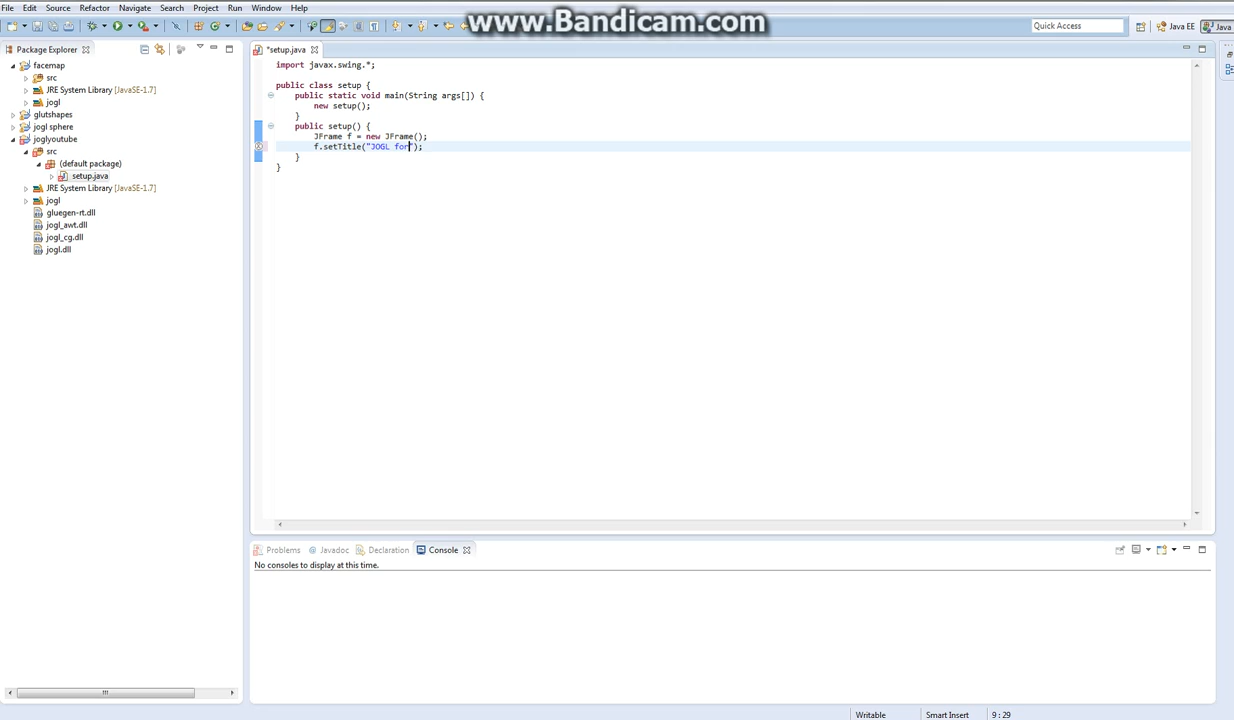 www.Bandicam.com
File Edit Source Refactor Navigate Search Project Run Window Help
Quick Access
Java EE
Java
Package Explorer
facemap
src
JRE System Library [JavaSE-1.7]
jogl
glutshapes
jogl sphere
joglyoutube
src
(default package)
setup.java
JRE System Library [JavaSE-1.7]
jogl
gluegen-rt.dll
jogl_awt.dll
jogl_cg.dll
jogl.dll
*setup.java
import javax.swing.*;
public class setup {
public static void main(String args[]) {
new setup();
}
public setup() {
JFrame f = new JFrame();
f.setTitle("JOGL for");
}
}
Problems @ Javadoc Declaration Console
No consoles to display at this time.
Writable Smart Insert 9 : 29